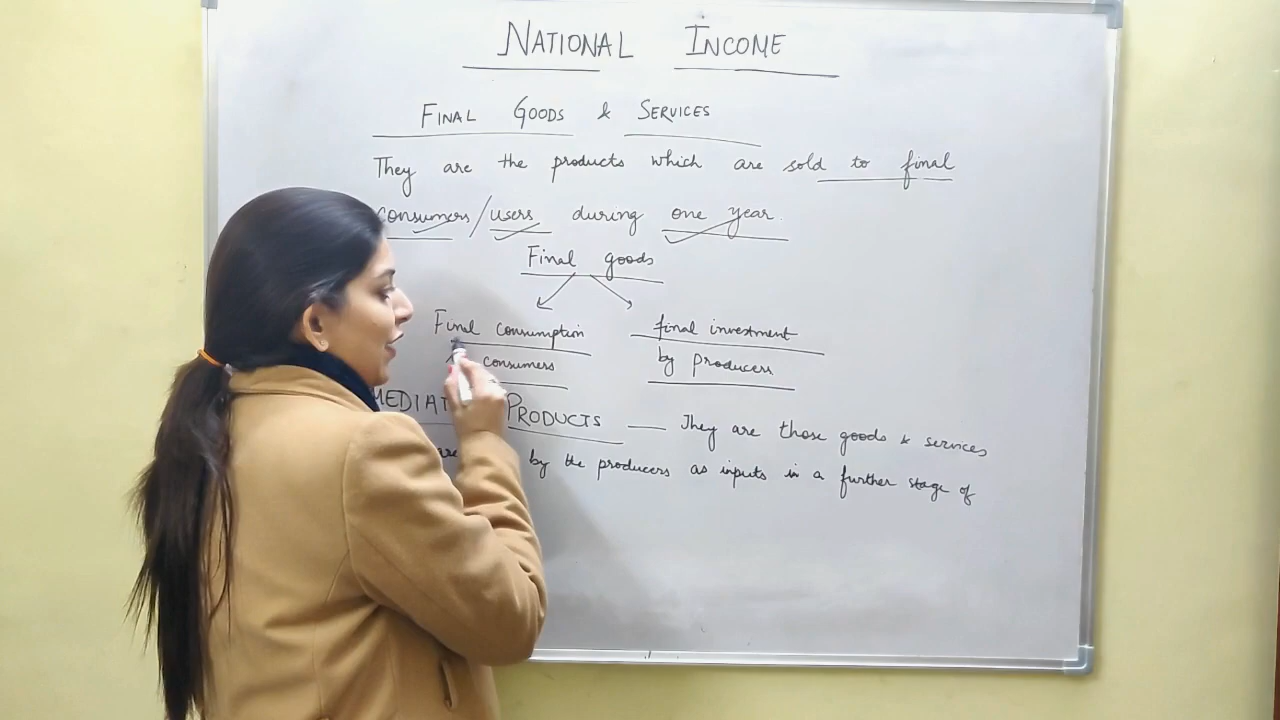 NATIONAL INCOME
FINAL GOODS & SERVICES
They are the products which are sold to final
consumers/users during one year.
Final goods
Final consumption final investment
consumers by producers
MEDIAT PRODUCTS — They are those goods & services
are by the producers as inputs in a further stage of